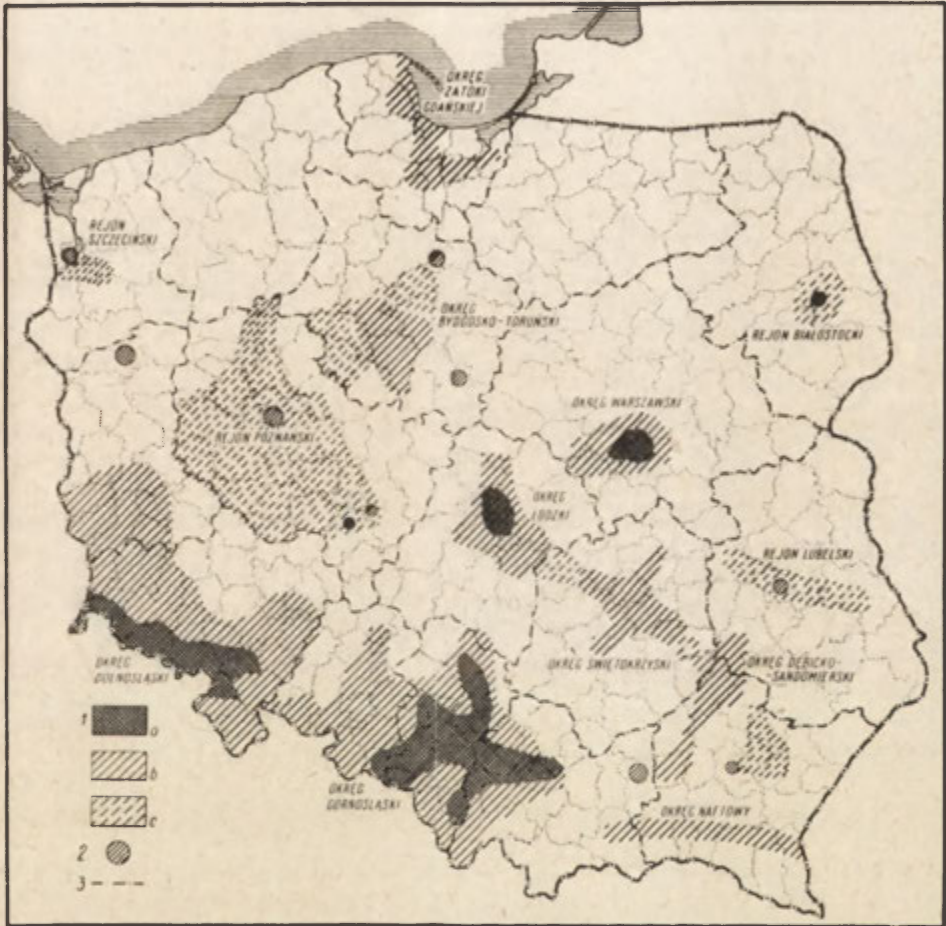 OKRĘG
ZATOKI
GDAŃSKIEJ
REJON
SZCZECIŃSKI
OKRĘG
BYDGOSKO-TORUŃSKI
REJON BIAŁOSTOCKI
OKRĘG WARSZAWSKI
REJON POZNAŃSKI
OKRĘG
ŁÓDZKI
REJON LUBELSKI
OKRĘG
DOLNOŚLĄSKI
OKRĘG ŚWIĘTOKRZYSKI
OKRĘG DĘBICKO-
-SANDOMIERSKI
OKRĘG
GÓRNOŚLĄSKI
OKRĘG NAFTOWY
1 a
b
c
2
3